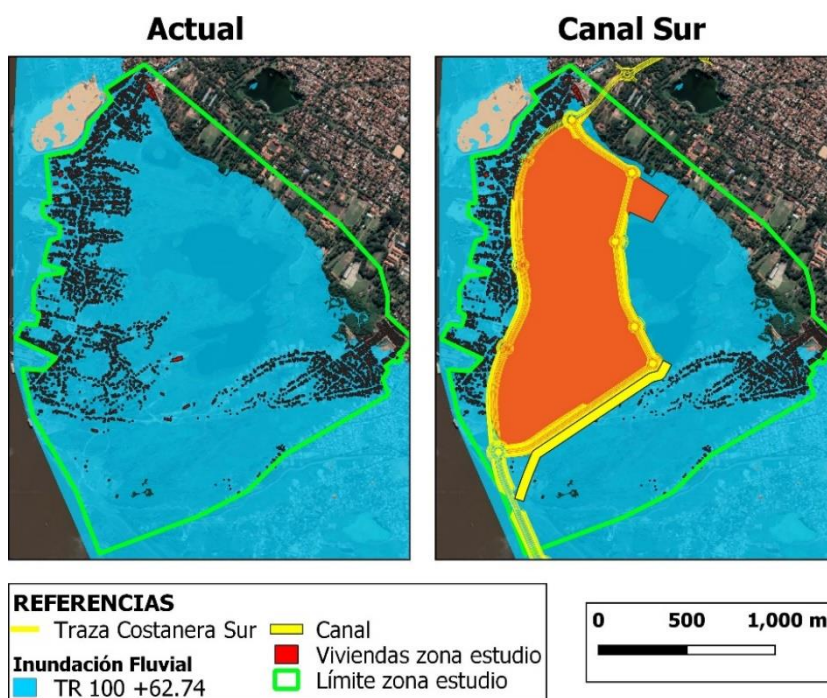 Actual
Canal Sur
REFERENCIAS
Traza Costanera Sur
Inundación Fluvial
TR 100 +62.74
Canal
Viviendas zona estudio
Límite zona estudio
0 500 1,000 m